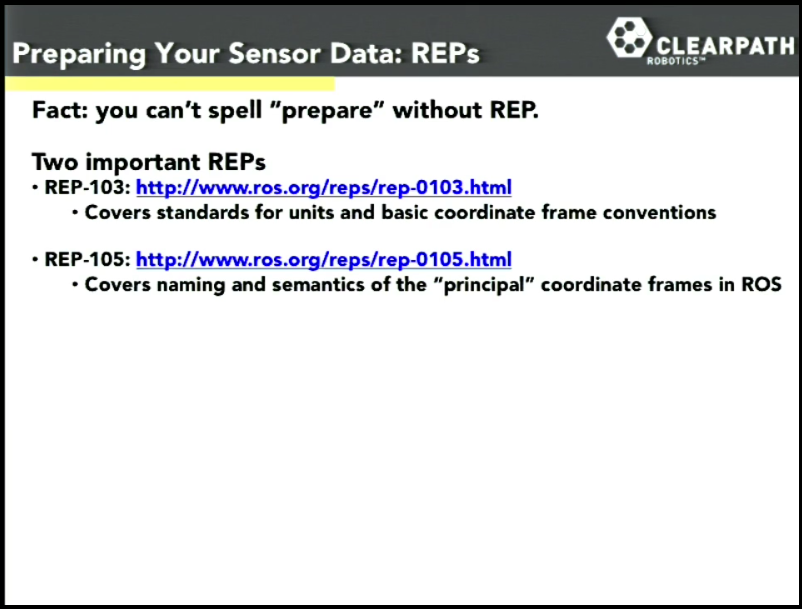 Preparing Your Sensor Data: REPs
CLEARPATH
ROBOTICS™
Fact: you can't spell "prepare" without REP.
Two important REPs
• REP-103: http://www.ros.org/reps/rep-0103.html
• Covers standards for units and basic coordinate frame conventions
• REP-105: http://www.ros.org/reps/rep-0105.html
• Covers naming and semantics of the "principal" coordinate frames in ROS